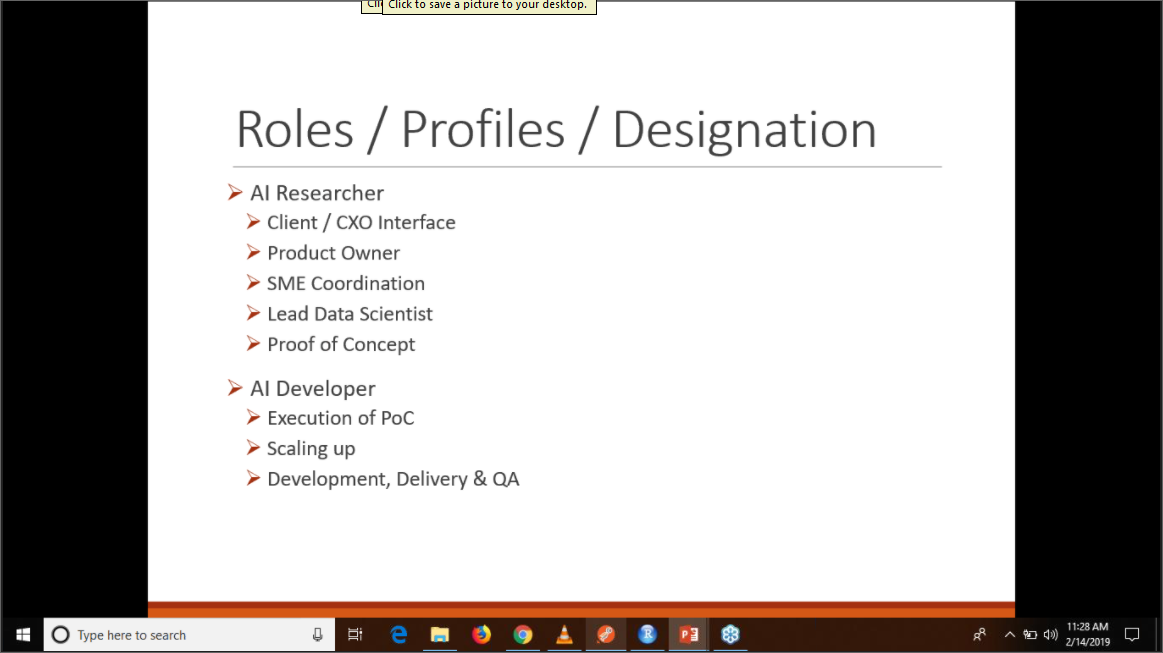 Cli
Click to save a picture to your desktop.
Roles / Profiles / Designation
AI Researcher
Client / CXO Interface
Product Owner
SME Coordination
Lead Data Scientist
Proof of Concept
AI Developer
Execution of PoC
Scaling up
Development, Delivery & QA
Type here to search
11:28 AM
2/14/2019